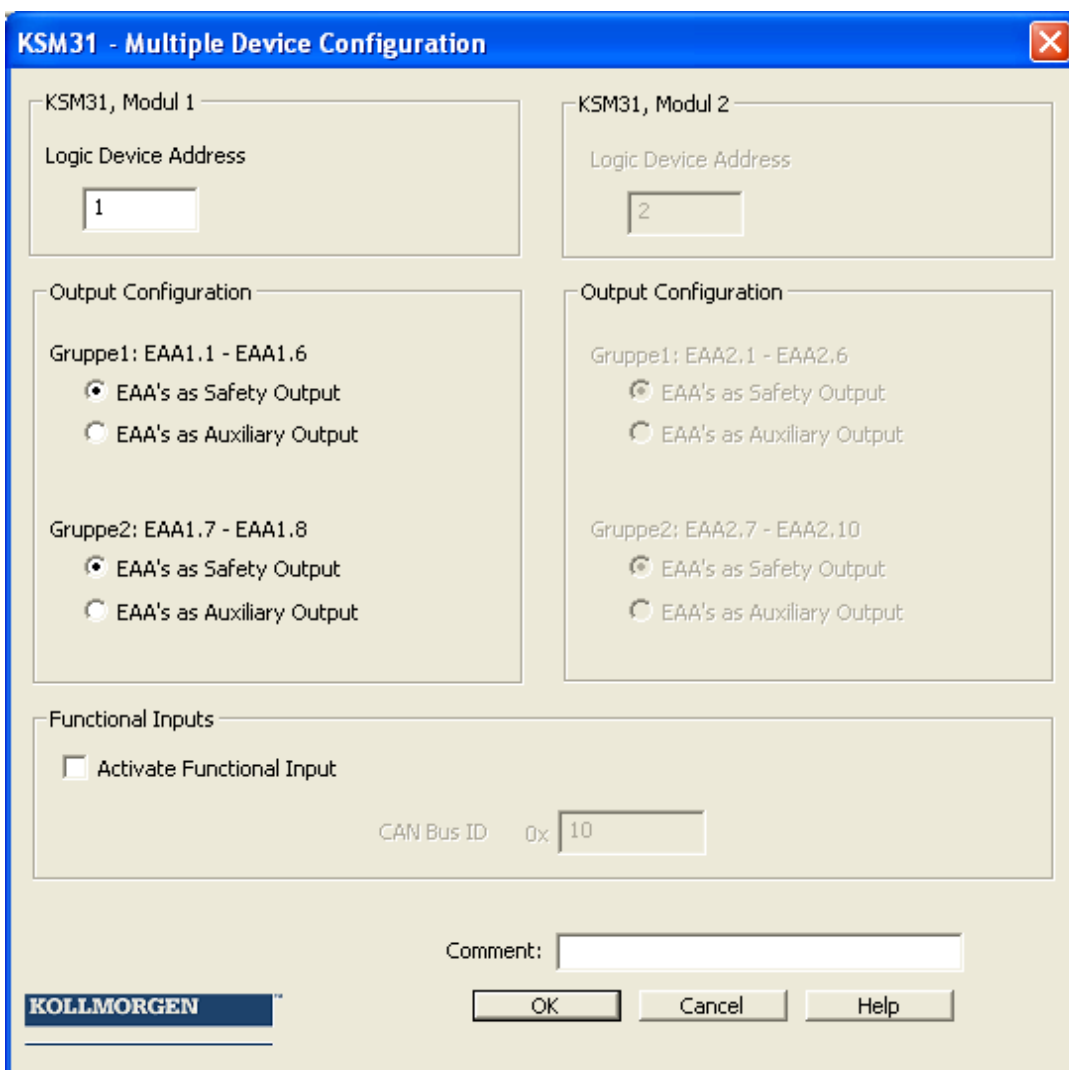 KSM31 - Multiple Device Configuration
KSM31, Modul 1
Logic Device Address
1
KSM31, Modul 2
Logic Device Address
2
Output Configuration
Gruppe1: EAA1.1 - EAA1.6
EAA's as Safety Output
EAA's as Auxiliary Output
Gruppe2: EAA1.7 - EAA1.8
EAA's as Safety Output
EAA's as Auxiliary Output
Output Configuration
Gruppe1: EAA2.1 - EAA2.6
EAA's as Safety Output
EAA's as Auxiliary Output
Gruppe2: EAA2.7 - EAA2.10
EAA's as Safety Output
EAA's as Auxiliary Output
Functional Inputs
Activate Functional Input
CAN Bus ID 0x 10
Comment:
KOLLMORGEN™
OK Cancel Help